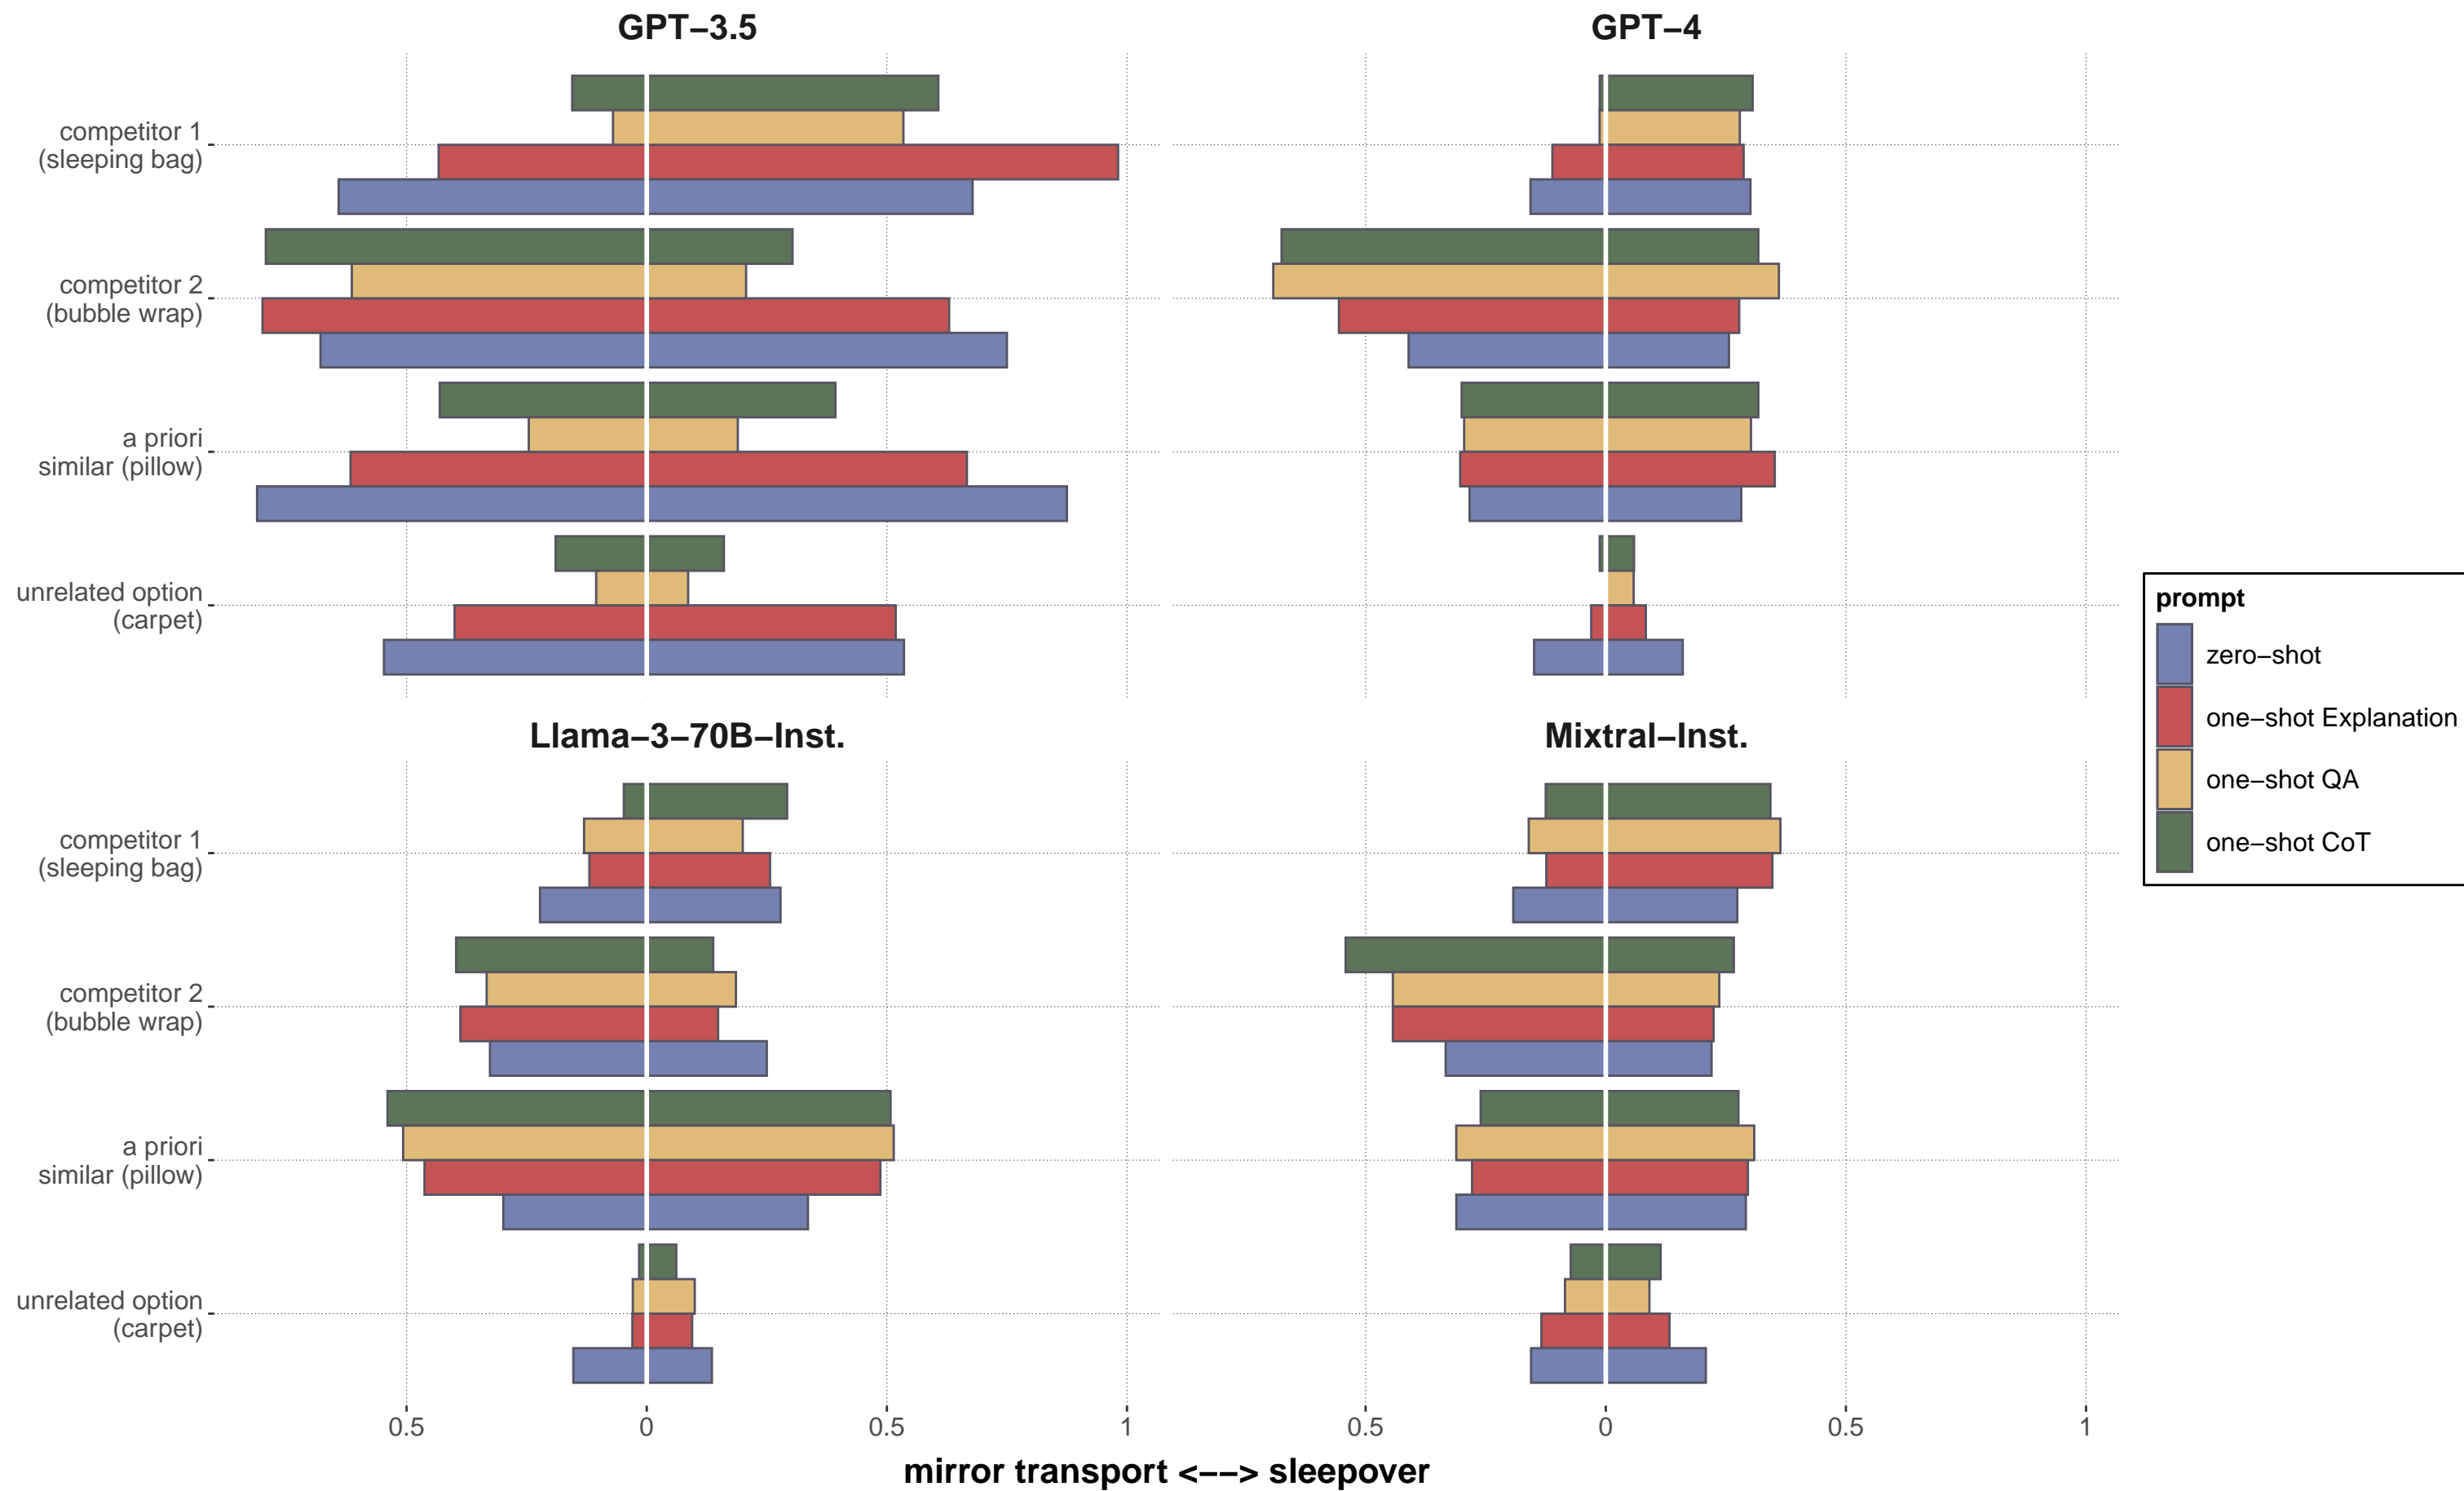 GPT–3.5
GPT–4
competitor 1
(sleeping bag)
competitor 2
(bubble wrap)
a priori
similar (pillow)
unrelated option
(carpet)
Llama–3–70B–Inst.
Mixtral–Inst.
competitor 1
(sleeping bag)
competitor 2
(bubble wrap)
a priori
similar (pillow)
unrelated option
(carpet)
0.5 0 0.5 1
0.5 0 0.5 1
mirror transport <––> sleepover
prompt
zero–shot
one–shot Explanation
one–shot QA
one–shot CoT